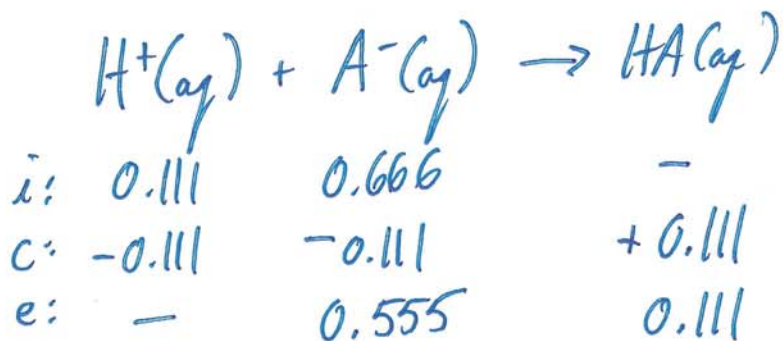 H⁺(aq) + A⁻(aq) → HA(aq)
i: 0.111 0.666 –
c: -0.111 -0.111 +0.111
e: – 0.555 0.111